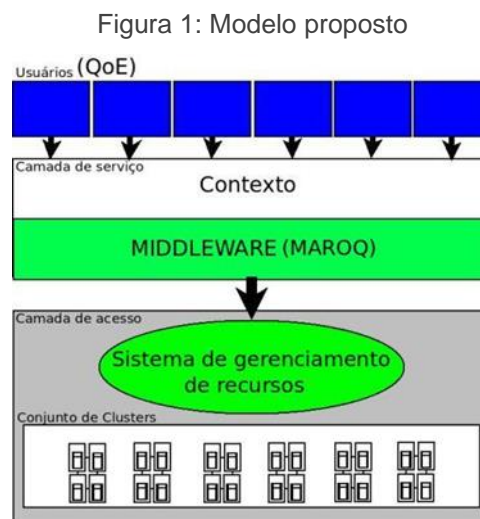 Figura 1: Modelo proposto
Usuários (QoE)
Camada de serviço
Contexto
MIDDLEWARE (MAROQ)
Camada de acesso
Sistema de gerenciamento
de recursos
Conjunto de Clusters